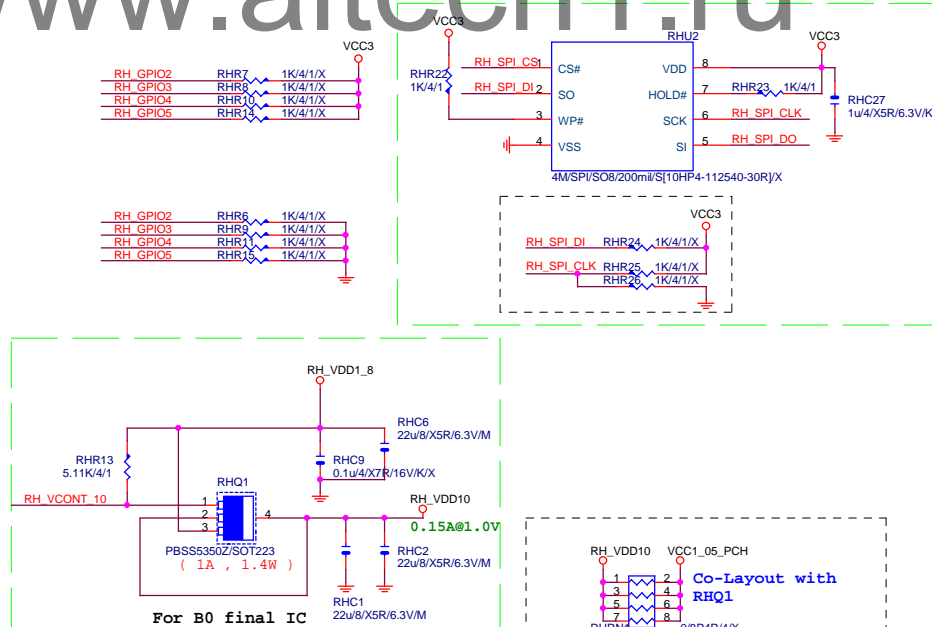 www.aitech1.ru
VCC3
RH_GPIO2 RHR7 1K/4/1/X
RH_GPIO3 RHR8 1K/4/1/X
RH_GPIO4 RHR10 1K/4/1/X
RH_GPIO5 RHR14 1K/4/1/X
RH_GPIO2 RHR6 1K/4/1/X
RH_GPIO3 RHR9 1K/4/1/X
RH_GPIO4 RHR11 1K/4/1/X
RH_GPIO5 RHR15 1K/4/1/X
VCC3
RHU2
VCC3
RHR22
1K/4/1
RH_SPI_CS 1 CS# VDD 8
RH_SPI_DI 2 SO HOLD# 7 RHR23 1K/4/1
3 WP# SCK 6 RH_SPI_CLK
4 VSS SI 5 RH_SPI_DO
RHC27
1u/4/X5R/6.3V/K
4M/SPI/SO8/200mil/S[10HP4-112540-30R]/X
VCC3
RH_SPI_DI RHR24 1K/4/1/X
RH_SPI_CLK RHR25 1K/4/1/X
RHR26 1K/4/1/X
RH_VDD1_8
RHC6
22u/8/X5R/6.3V/M
RHR13
5.11K/4/1
RHC9
0.1u/4/X7R/16V/K/X
RHQ1
RH_VCONT_10
1
2
3
4
RH_VDD10
0.15A@1.0V
PBSS5350Z/SOT223
( 1A , 1.4W )
RHC2
22u/8/X5R/6.3V/M
RHC1
22u/8/X5R/6.3V/M
For B0 final IC
RH_VDD10 VCC1_05_PCH
1 2
3 4
5 6
7 8
Co-Layout with
RHQ1